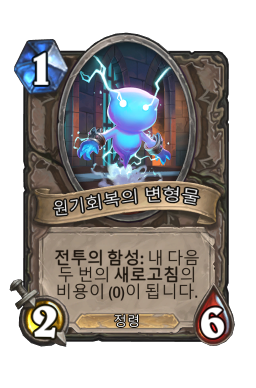 1
원기회복의 변형물
전투의 함성: 내 다음
두 번의 새로고침의
비용이 (0)이 됩니다.
2
정령
6